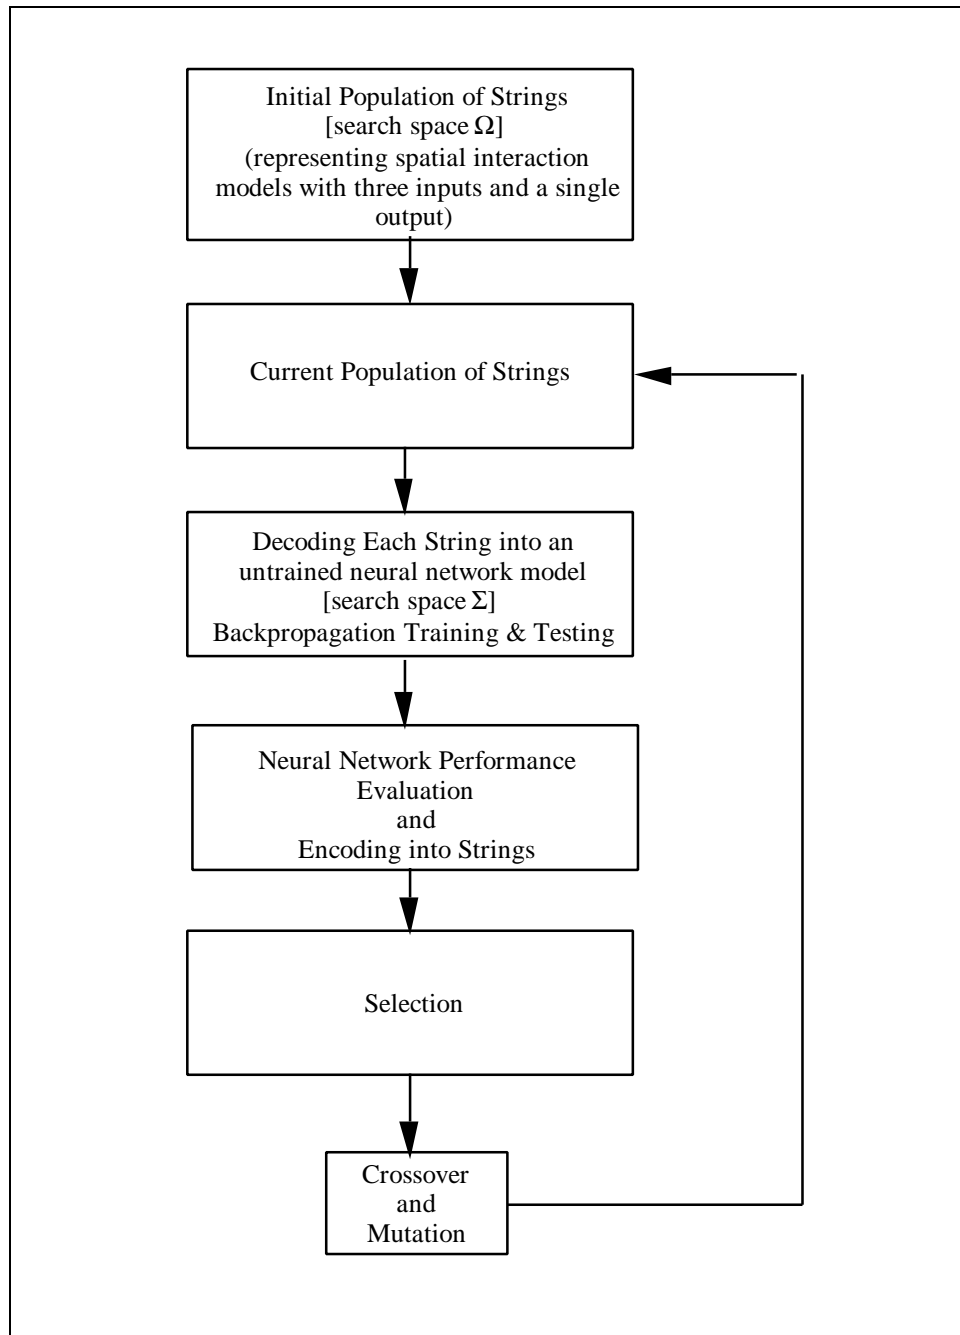 Initial Population of Strings
[search space Ω]
(representing spatial interaction
models with three inputs and a single
output)
Current Population of Strings
Decoding Each String into an
untrained neural network model
[search space Σ]
Backpropagation Training & Testing
Neural Network Performance
Evaluation
and
Encoding into Strings
Selection
Crossover
and
Mutation